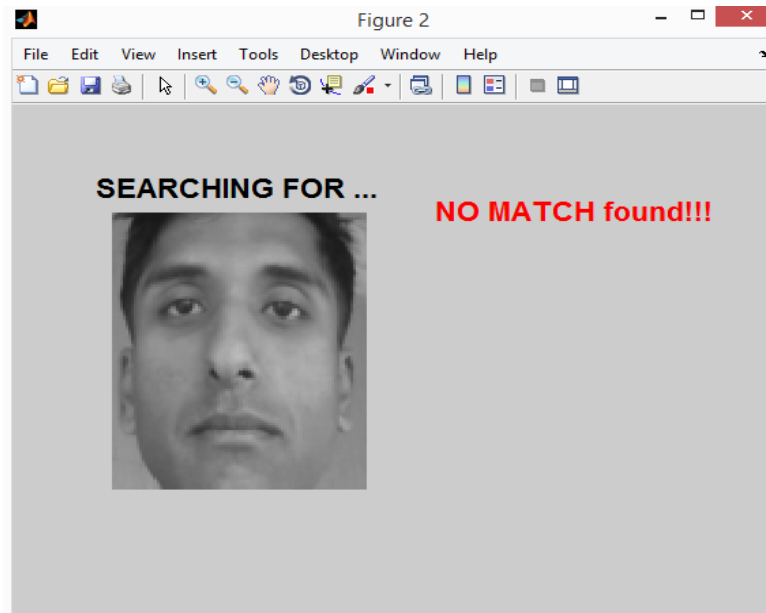 Figure 2
File Edit View Insert Tools Desktop Window Help
SEARCHING FOR ...
NO MATCH found!!!